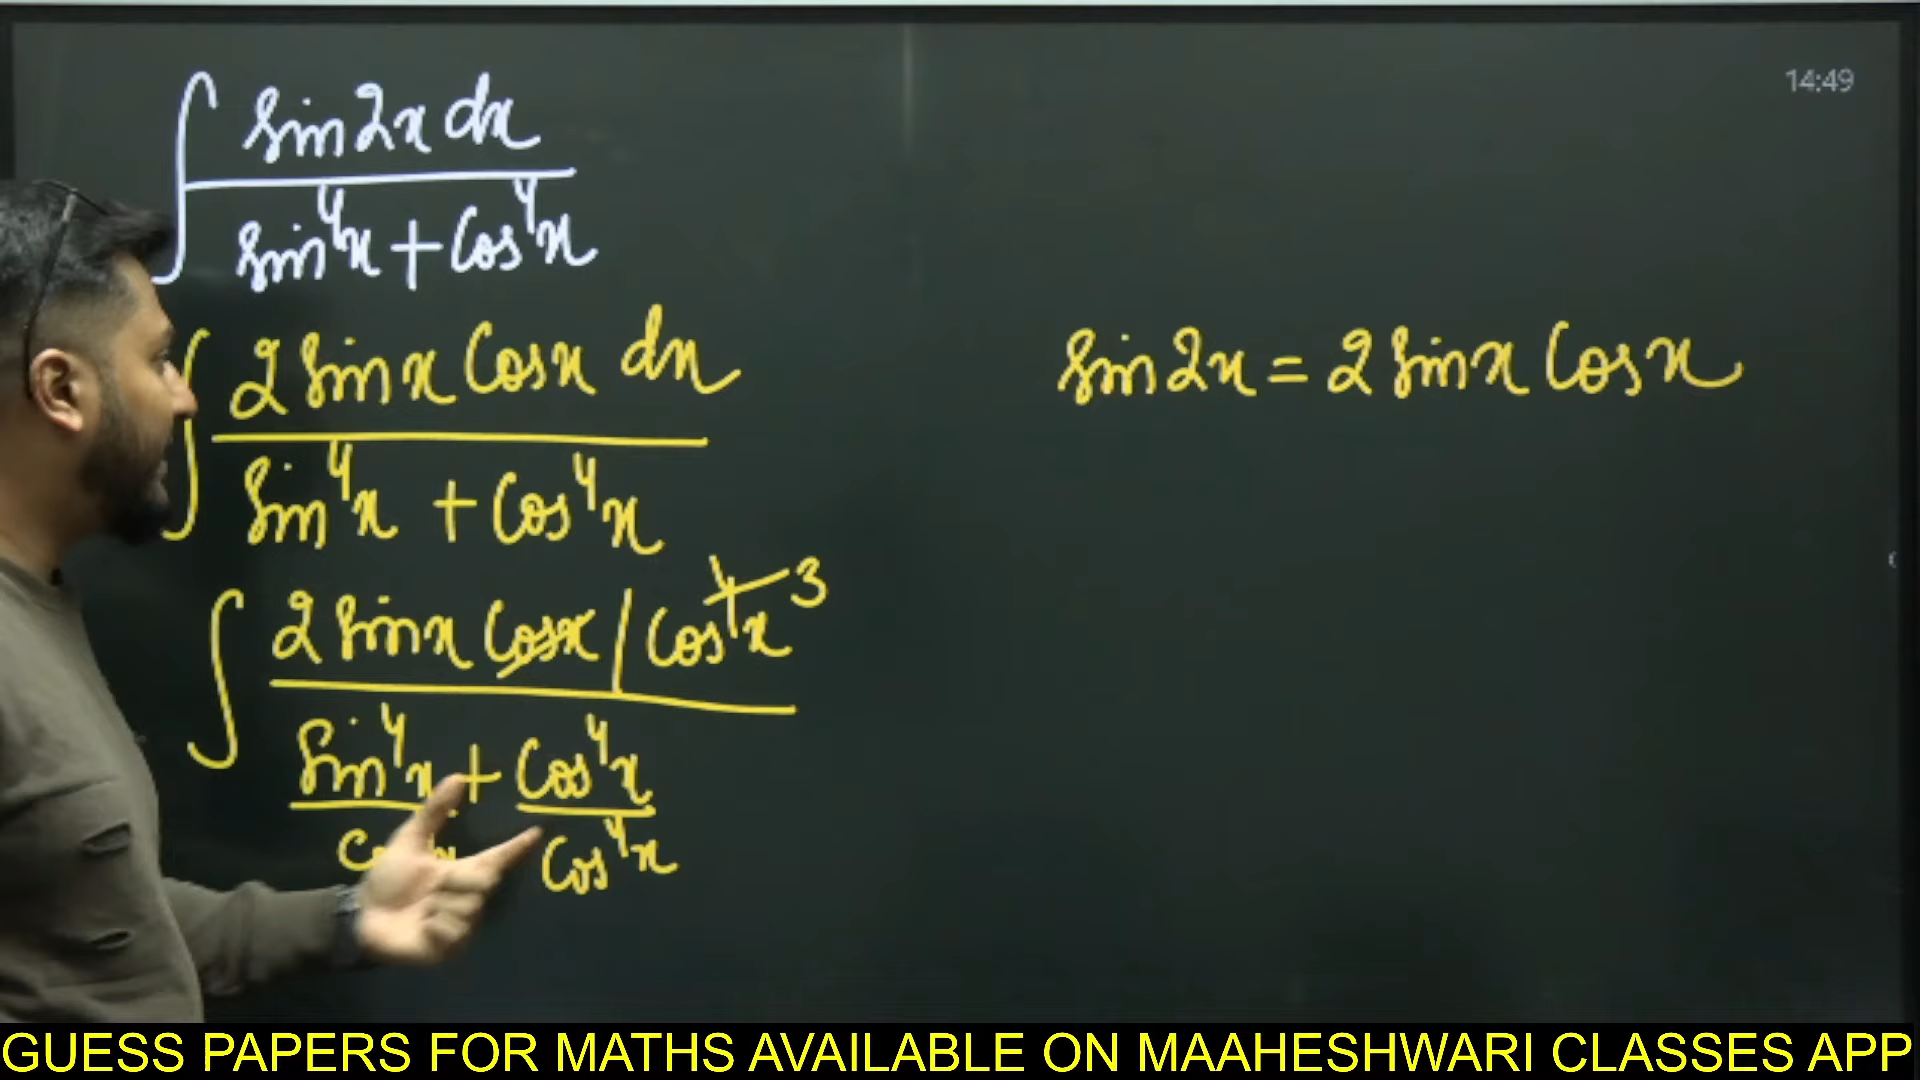 14:49
∫ sin2x dx
sin⁴x + cos⁴x
∫ 2 sinx cosx dx
sin⁴x + cos⁴x
sin2x = 2 sinx cosx
∫ 2 sinx cosx / cos⁴x 3
sin⁴x + cos⁴x
cos⁴x
GUESS PAPERS FOR MATHS AVAILABLE ON MAAHESHWARI CLASSES APP